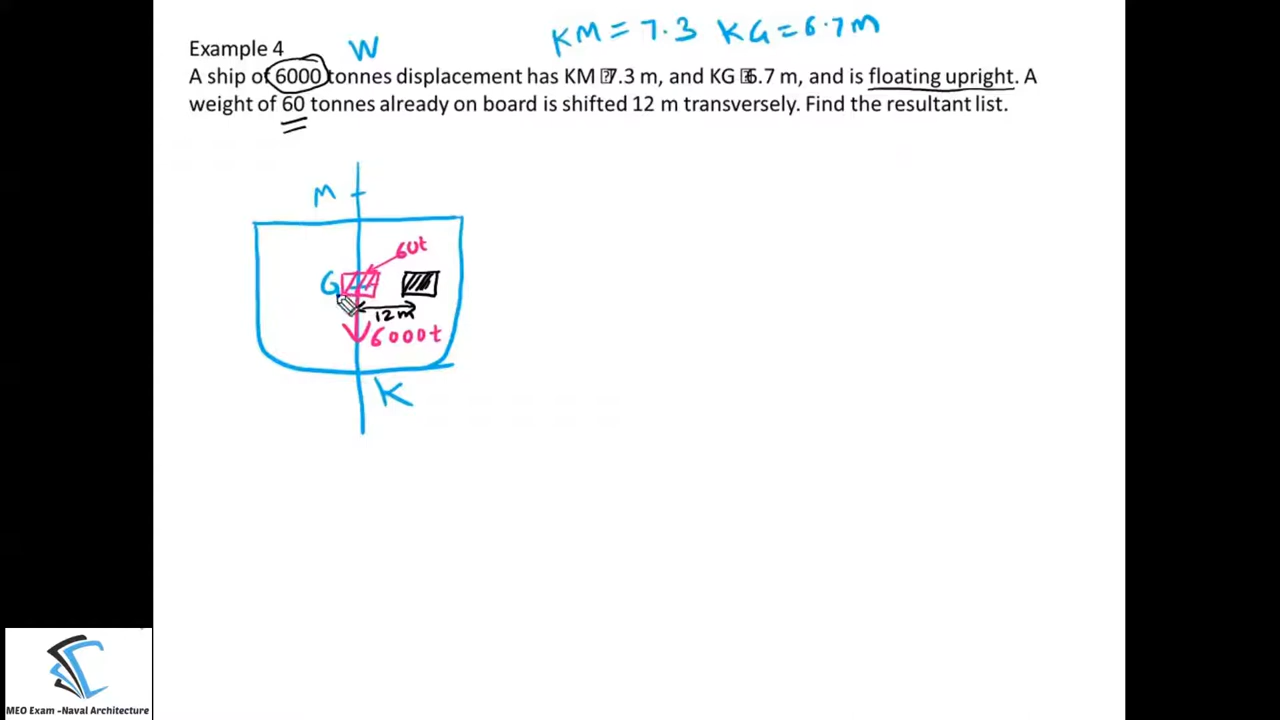 KM = 7.3 KG = 6.7m
Example 4
W
A ship of 6000 tonnes displacement has KM 7.3 m, and KG 6.7 m, and is floating upright. A
weight of 60 tonnes already on board is shifted 12 m transversely. Find the resultant list.
M
60t
G
12m
6000t
K
MEO Exam -Naval Architecture